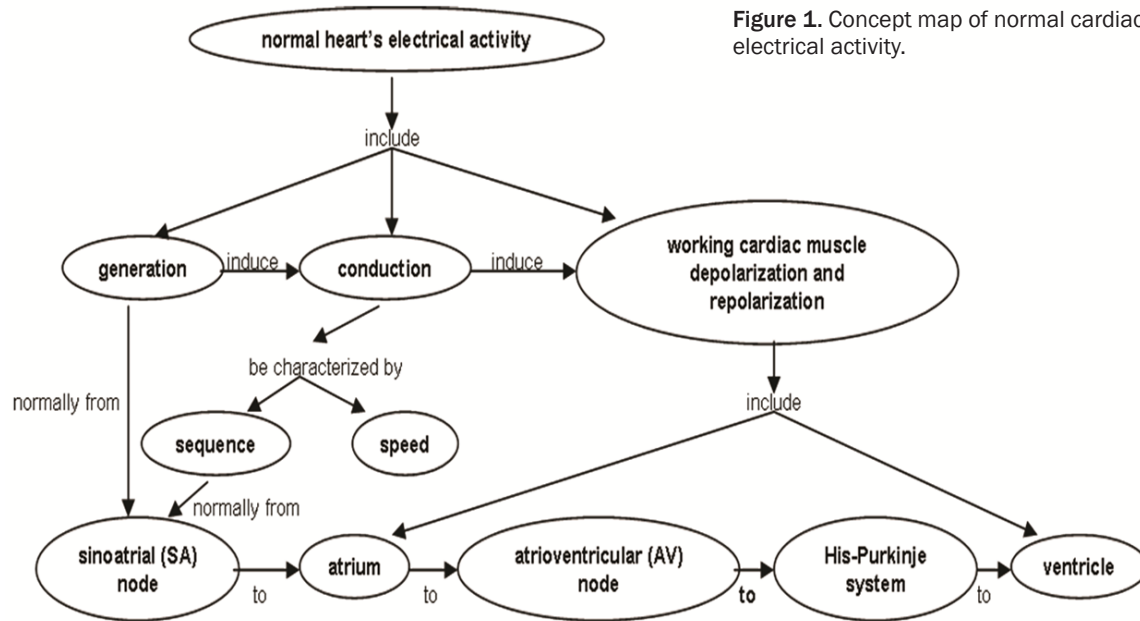 Figure 1. Concept map of normal cardiac
electrical activity.
normal heart's electrical activity
include
generation
induce
conduction
induce
working cardiac muscle
depolarization and
repolarization
be characterized by
normally from
include
sequence
speed
normally from
sinoatrial (SA)
node
to
atrium
to
atrioventricular (AV)
node
to
His-Purkinje
system
to
ventricle